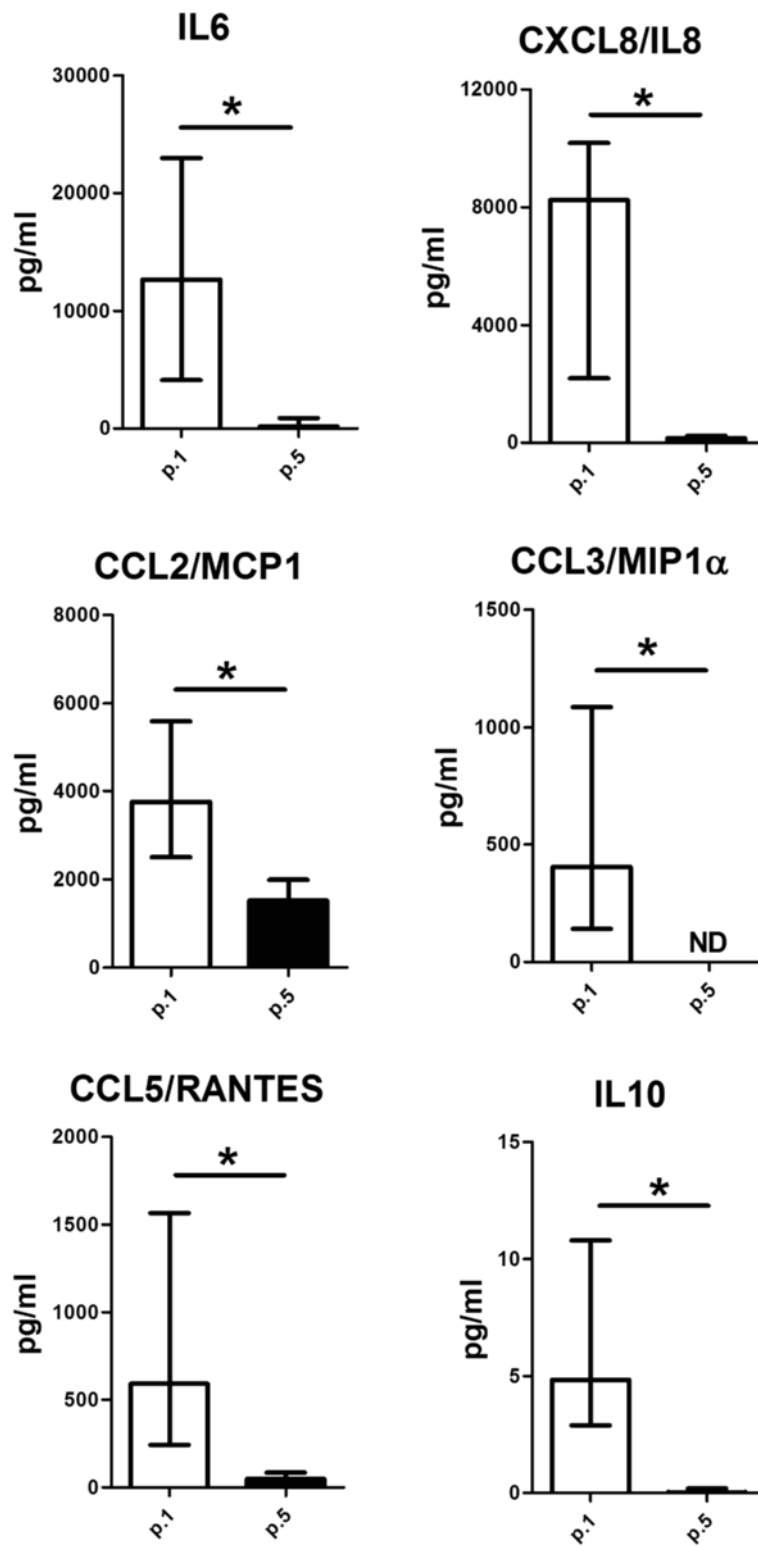 IL6
30000
20000
10000
0
pg/ml
*
p.1
p.5
CXCL8/IL8
12000
8000
4000
0
pg/ml
*
p.1
p.5
CCL2/MCP1
8000
6000
4000
2000
0
pg/ml
*
p.1
p.5
CCL3/MIP1α
1500
1000
500
0
pg/ml
*
ND
p.1
p.5
CCL5/RANTES
2000
1500
1000
500
0
pg/ml
*
p.1
p.5
IL10
15
10
5
0
pg/ml
*
p.1
p.5